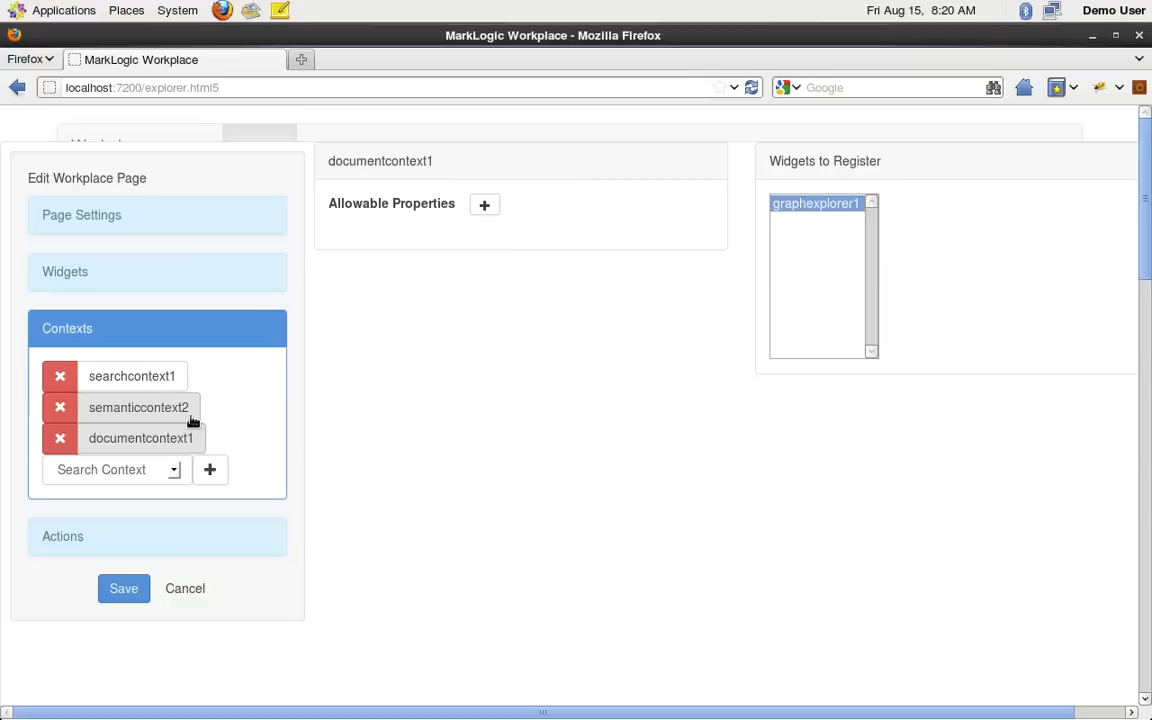 Applications Places System
Fri Aug 15, 8:20 AM
Demo User
MarkLogic Workplace - Mozilla Firefox
Firefox
MarkLogic Workplace
localhost:7200/explorer.html5
Google
Edit Workplace Page
Page Settings
Widgets
Contexts
searchcontext1
semanticcontext2
documentcontext1
Search Context
Actions
Save Cancel
documentcontext1
Allowable Properties
Widgets to Register
graphexplorer1